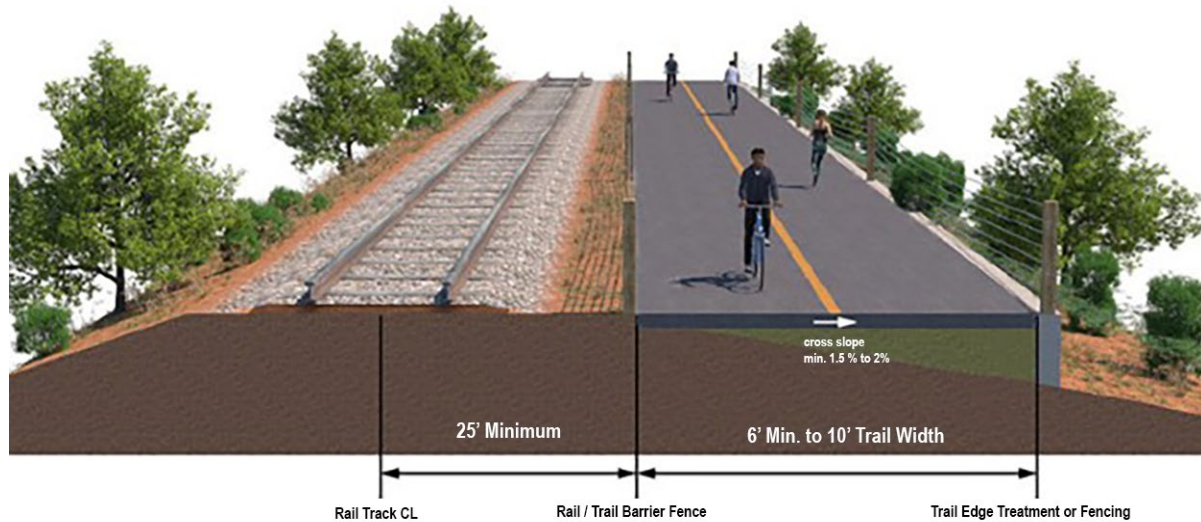 cross slope
min. 1.5 % to 2%
25’ Minimum
6’ Min. to 10’ Trail Width
Rail Track CL
Rail / Trail Barrier Fence
Trail Edge Treatment or Fencing